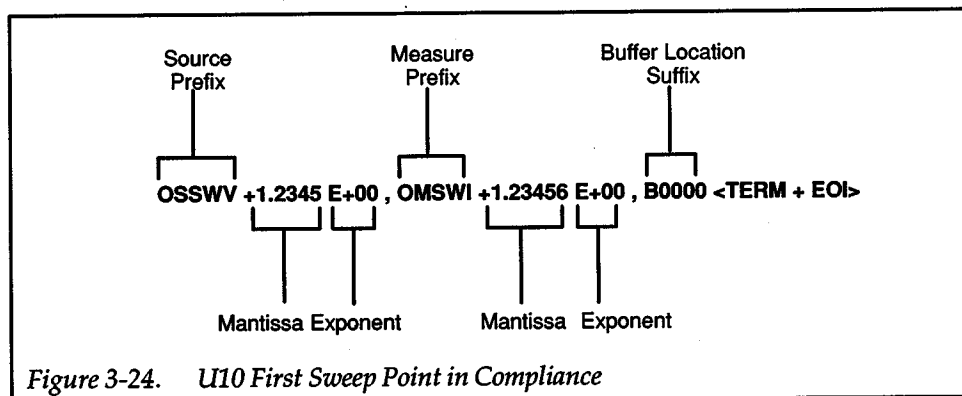 Source
Prefix
Measure
Prefix
Buffer Location
Suffix
OSSWV +1.2345 E+00 , OMSWI +1.23456 E+00 , B0000 <TERM + EOI>
Mantissa Exponent Mantissa Exponent
Figure 3-24. U10 First Sweep Point in Compliance